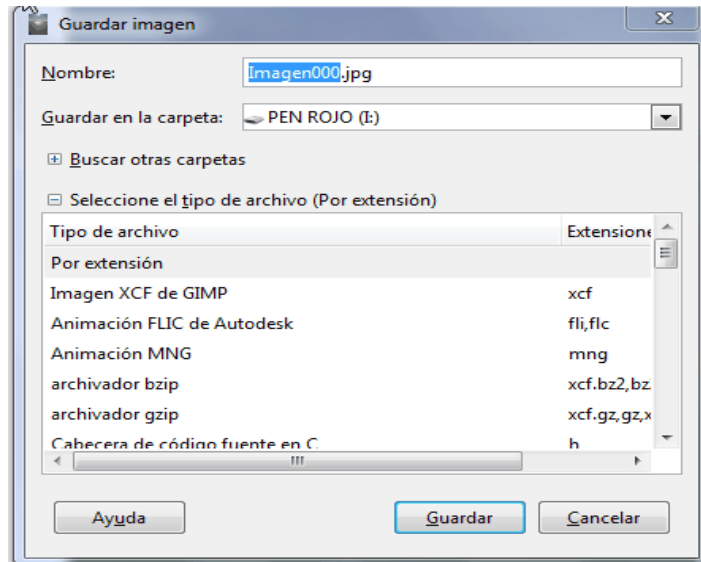 Guardar imagen
Nombre: Imagen000.jpg
Guardar en la carpeta: PEN ROJO (I:)
Buscar otras carpetas
Seleccione el tipo de archivo (Por extensión)
Tipo de archivo Extensione
Por extensión
Imagen XCF de GIMP xcf
Animación FLIC de Autodesk fli,flc
Animación MNG mng
archivador bzip xcf.bz2,bz
archivador gzip xcf.gz,gz,x
Cabecera de código fuente en C h
Ayuda Guardar Cancelar